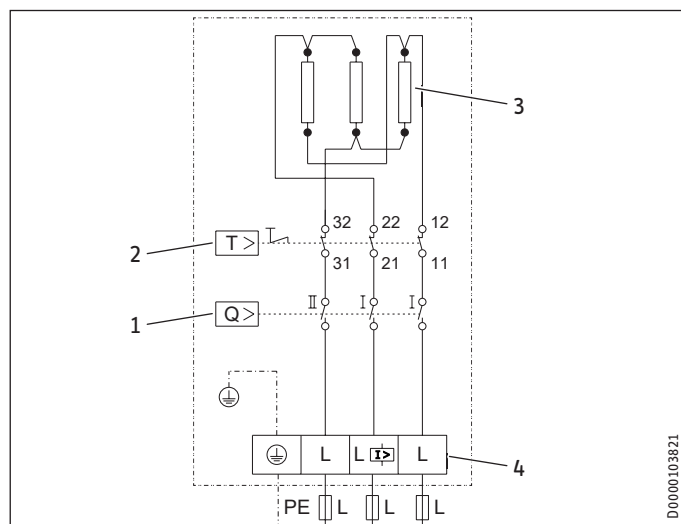 3
32 22 12
2 T>
31 21 11
II I I
1 Q>
L L I> L
4
PE L L L
D0000103821